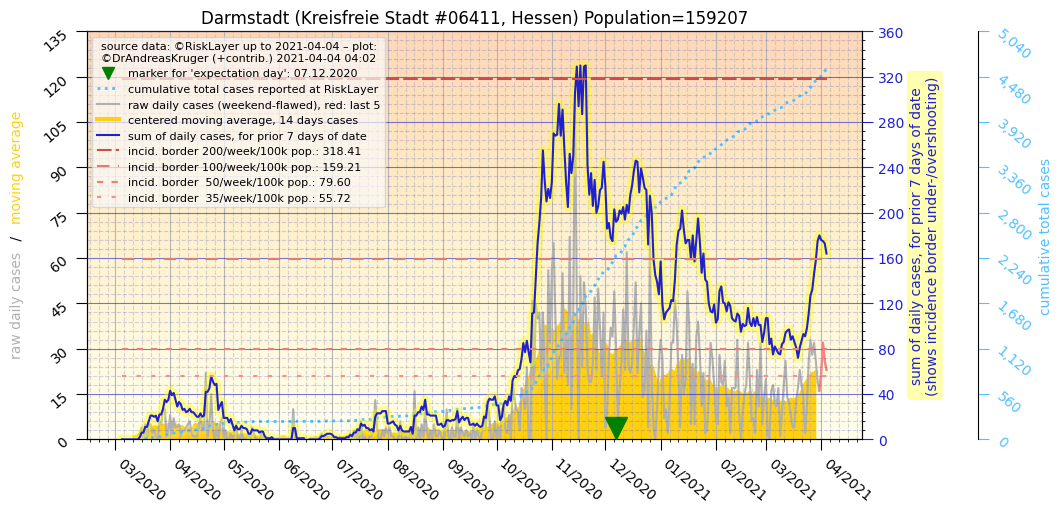 Darmstadt (Kreisfreie Stadt #06411, Hessen) Population=159207
source data: ©RiskLayer up to 2021-04-04 – plot:
©DrAndreasKruger (+contrib.) 2021-04-04 04:02
marker for 'expectation day': 07.12.2020
cumulative total cases reported at RiskLayer
raw daily cases (weekend-flawed), red: last 5
centered moving average, 14 days cases
sum of daily cases, for prior 7 days of date
incid. border 200/week/100k pop.: 318.41
incid. border 100/week/100k pop.: 159.21
incid. border  50/week/100k pop.: 79.60
incid. border  35/week/100k pop.: 55.72
raw daily cases / moving average
135
120
105
90
75
60
45
30
15
0
03/2020
04/2020
05/2020
06/2020
07/2020
08/2020
09/2020
10/2020
11/2020
12/2020
01/2021
02/2021
03/2021
04/2021
360
320
280
240
200
160
120
80
40
0
sum of daily cases, for prior 7 days of date
(shows incidence border under-/overshooting)
5,040
4,480
3,920
3,360
2,800
2,240
1,680
1,120
560
0
cumulative total cases